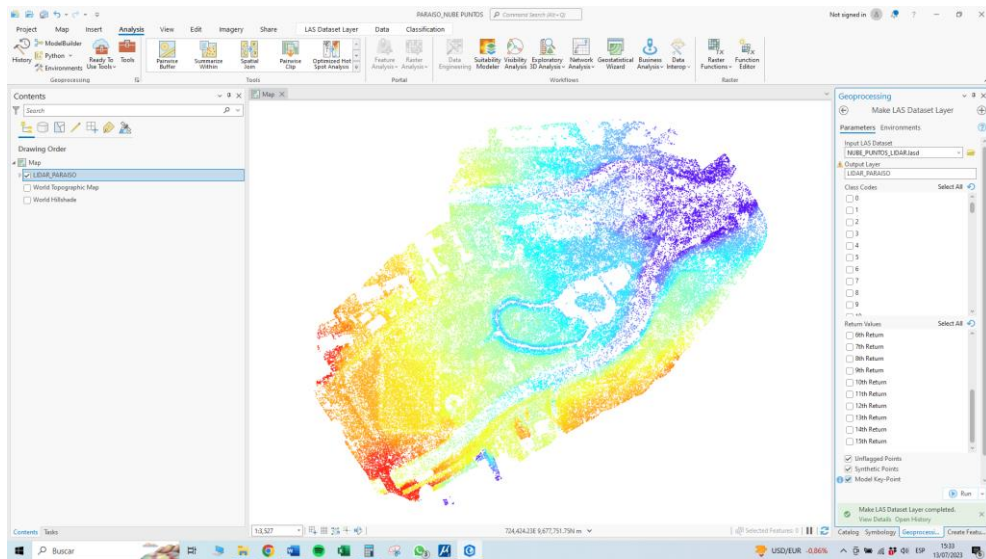 PARAISO_NUBE PUNTOS
Command Search (Alt+Q)
Not signed in
Project Map Insert Analysis View Edit Imagery Share LAS Dataset Layer Data Classification
History
ModelBuilder
Python
Environments
Ready To Use Tools
Tools
Pairwise Buffer
Summarize Within
Spatial Join
Pairwise Clip
Optimized Hot Spot Analysis
Feature Analysis
Raster Analysis
Data Engineering
Suitability Modeler
Visibility Analysis
Exploratory 3D Analysis
Network Analysis
Geostatistical Wizard
Business Analysis
Data Interop
Raster Functions
Function Editor
Geoprocessing Tools Portal Workflows Raster
Contents
Search
Drawing Order
Map
LIDAR_PARAISO
World Topographic Map
World Hillshade
Contents Tasks
Map
1:3,527
724,424.23E 9,677,751.75N m
Selected Features: 0
Geoprocessing
Make LAS Dataset Layer
Parameters Environments
Input LAS Dataset
NUBE_PUNTOS_LIDAR.lasd
Output Layer
LIDAR_PARAISO
Class Codes Select All
0
1
2
3
4
5
6
7
8
9
Return Values Select All
6th Return
7th Return
8th Return
9th Return
10th Return
11th Return
12th Return
13th Return
14th Return
15th Return
Unflagged Points
Synthetic Points
Model Key-Point
Run
Make LAS Dataset Layer completed.
View Details Open History
Catalog Symbology Geoprocessi... Create Featu...
Buscar
USD/EUR -0,86%
ESP
15:33
13/07/2023